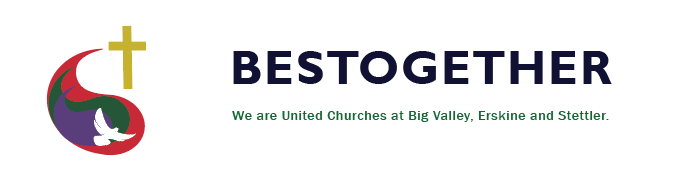 BESTOGETHER
We are United Churches at Big Valley, Erskine and Stettler.